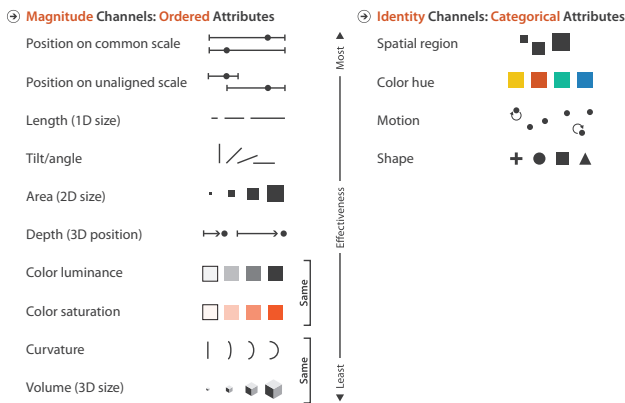 Magnitude Channels: Ordered Attributes
Position on common scale
Position on unaligned scale
Length (1D size)
Tilt/angle
Area (2D size)
Depth (3D position)
Color luminance
Color saturation
Curvature
Volume (3D size)
Same
Same
Most
Effectiveness
Least
Identity Channels: Categorical Attributes
Spatial region
Color hue
Motion
Shape